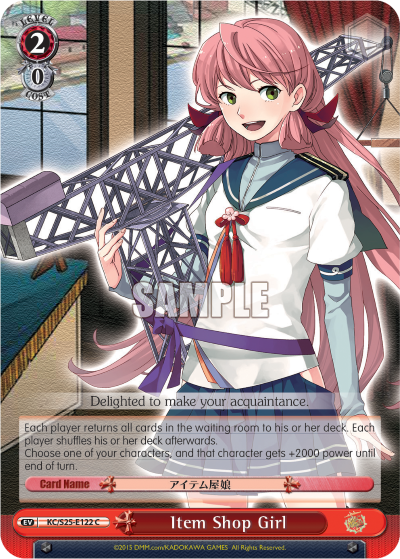 LEVEL
2
0
COST
SAMPLE
Delighted to make your acquaintance.
Each player returns all cards in the waiting room to his or her deck. Each
player shuffles his or her deck afterwards.
Choose one of your characters, and that character gets +2000 power until
end of turn.
Card Name アイテム屋娘
EV KC/S25-E122 C Item Shop Girl
©2015 DMM.com/KADOKAWA GAMES All Rights Reserved.